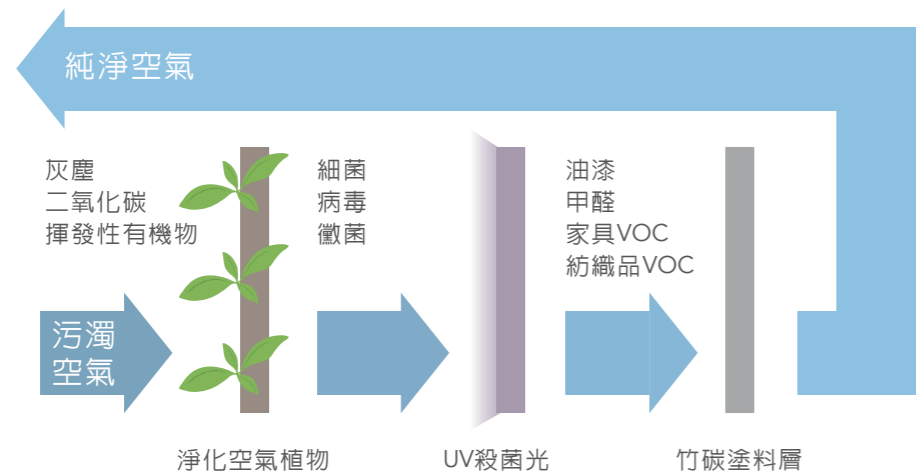 純淨空氣
灰塵
二氧化碳
揮發性有機物
細菌
病毒
黴菌
油漆
甲醛
家具VOC
紡織品VOC
污濁
空氣
淨化空氣植物
UV殺菌光
竹碳塗料層